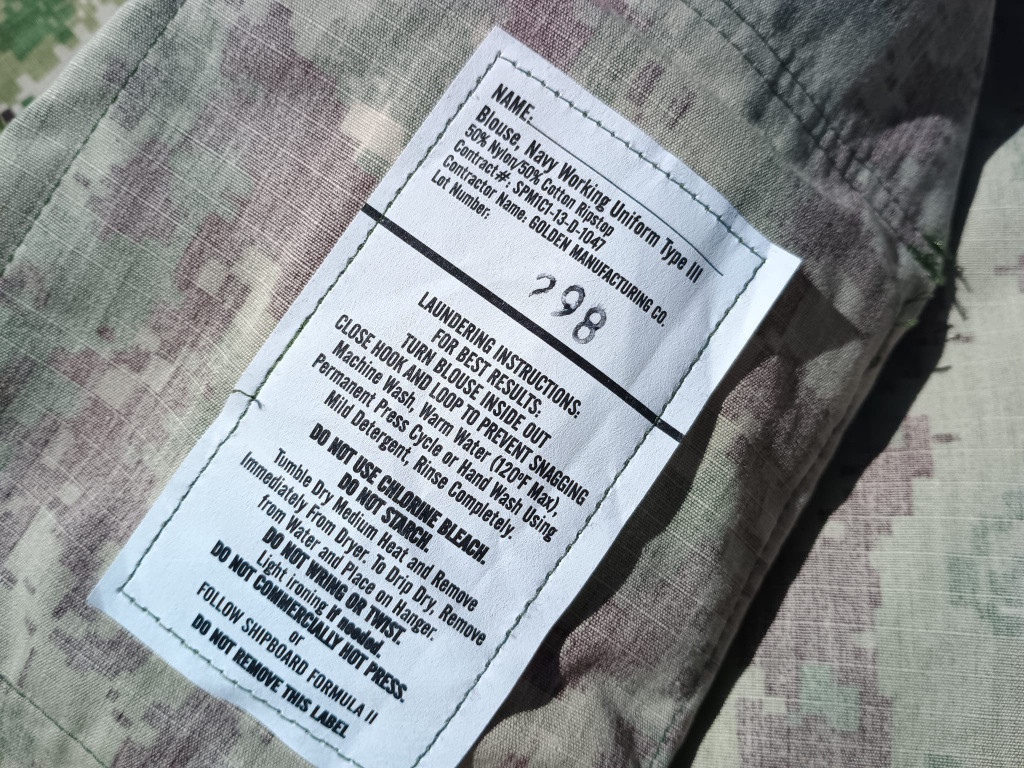 NAME:
Blouse, Navy Working Uniform Type III
50% Nylon/50% Cotton Ripstop
Contract#: SPM1C1-13-D-1047
Contractor Name: GOLDEN MANUFACTURING CO.
Lot Number:
298
LAUNDERING INSTRUCTIONS:
FOR BEST RESULTS:
TURN BLOUSE INSIDE OUT
CLOSE HOOK AND LOOP TO PREVENT SNAGGING
Machine Wash, Warm Water (120°F Max),
Permanent Press Cycle or Hand Wash Using
Mild Detergent, Rinse Completely.
DO NOT USE CHLORINE BLEACH.
DO NOT STARCH.
Tumble Dry Medium Heat and Remove
Immediately From Dryer. To Drip Dry, Remove
from Water and Place on Hanger.
DO NOT WRING OR TWIST.
Light ironing if needed.
DO NOT COMMERCIALLY HOT PRESS.
or
FOLLOW SHIPBOARD FORMULA II
DO NOT REMOVE THIS LABEL